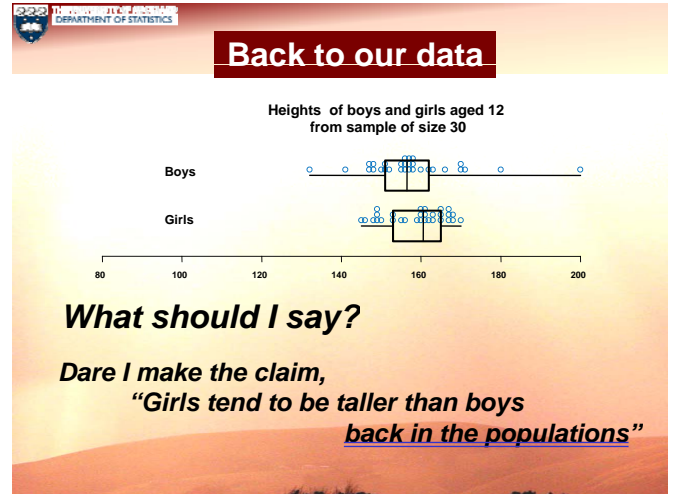 DEPARTMENT OF STATISTICS
Back to our data
Heights of boys and girls aged 12
from sample of size 30
Boys
Girls
80 100 120 140 160 180 200
What should I say?
Dare I make the claim,
“Girls tend to be taller than boys
back in the populations”